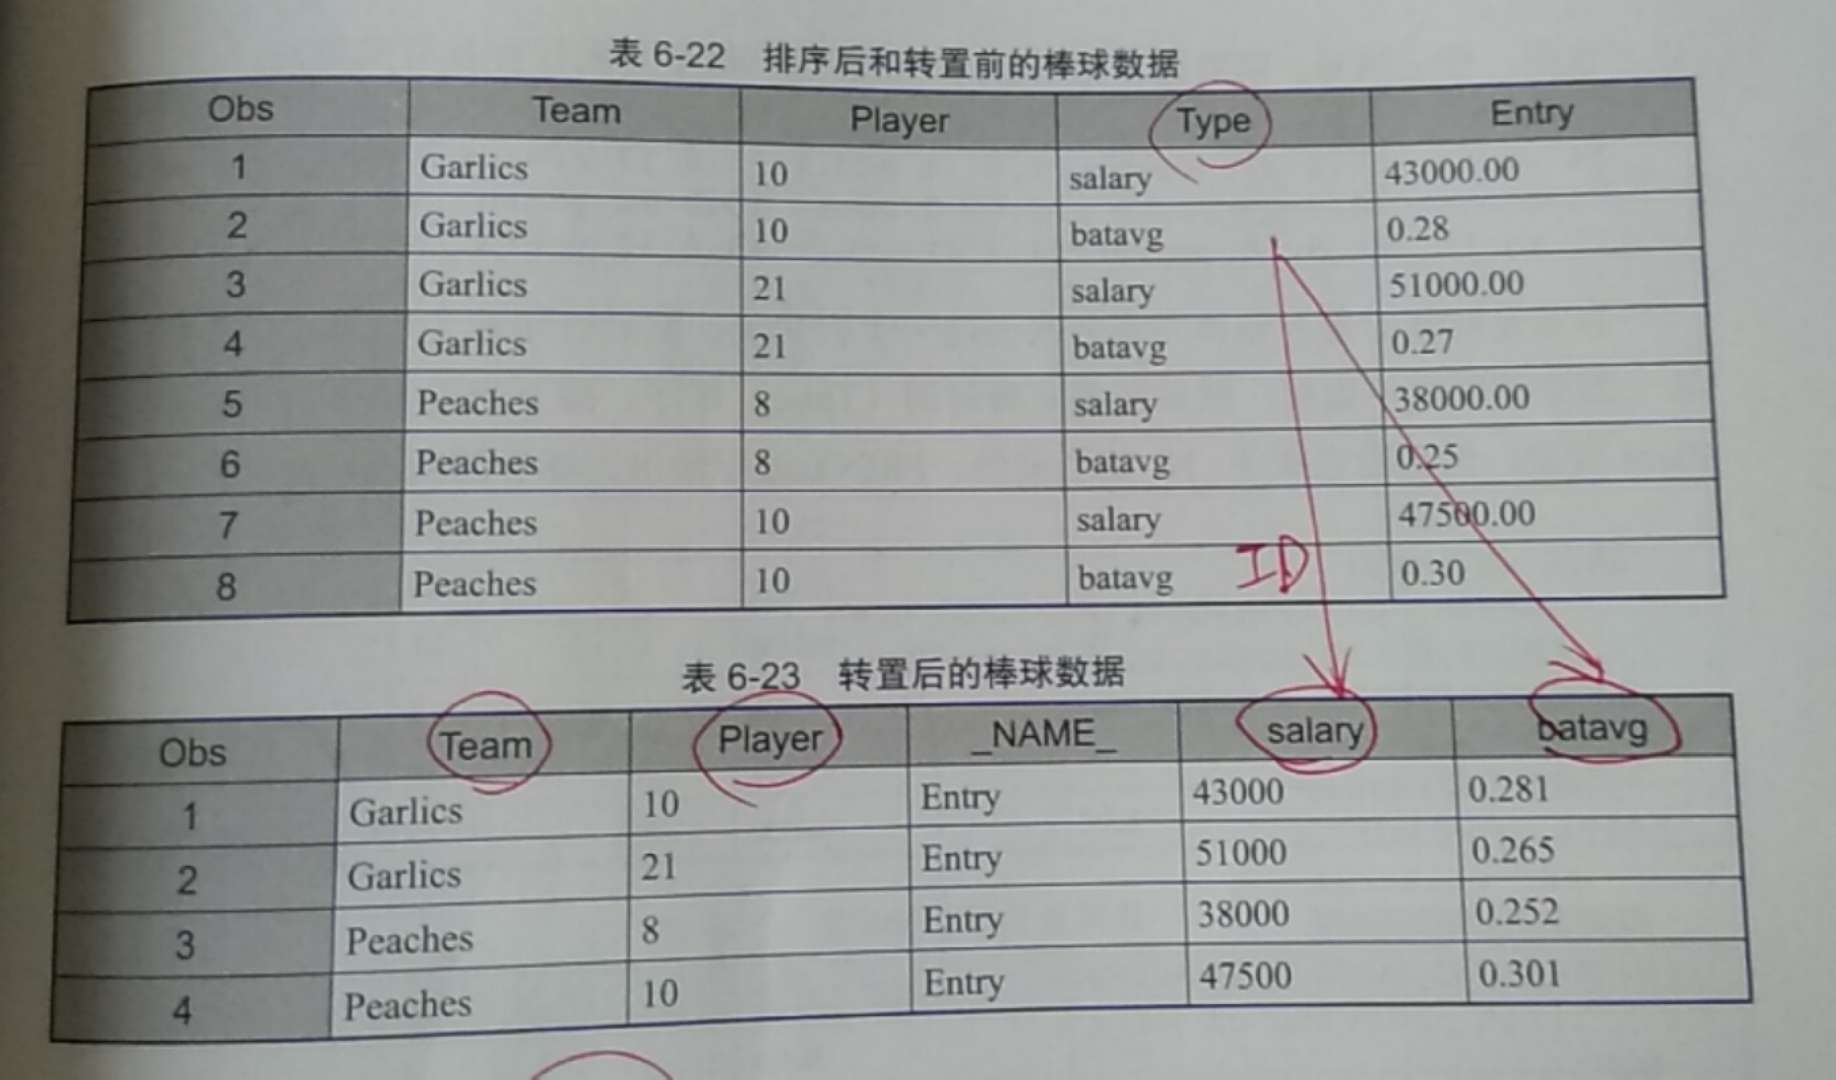 表 6-22 排序后和转置前的棒球数据
Obs Team Player Type Entry
1 Garlics 10 salary 43000.00
2 Garlics 10 batavg 0.28
3 Garlics 21 salary 51000.00
4 Garlics 21 batavg 0.27
5 Peaches 8 salary 38000.00
6 Peaches 8 batavg 0.25
7 Peaches 10 salary 47500.00
8 Peaches 10 batavg 0.30
ID
表 6-23 转置后的棒球数据
Obs Team Player _NAME_ salary batavg
1 Garlics 10 Entry 43000 0.281
2 Garlics 21 Entry 51000 0.265
3 Peaches 8 Entry 38000 0.252
4 Peaches 10 Entry 47500 0.301